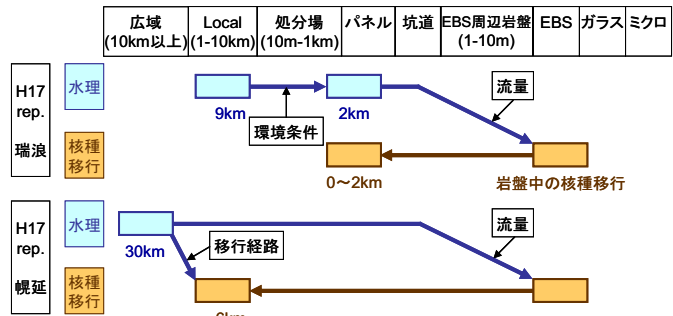 広域 Local 処分場 パネル 坑道 EBS周辺岩盤 EBS ガラス ミクロ
(10km以上) (1-10km) (10m-1km) (1-10m)
H17
rep.
瑞浪
水理
流量
9km 2km
環境条件
核種
移行
0～2km 岩盤中の核種移行
H17
rep.
幌延
水理
流量
30km 移行経路
核種
移行